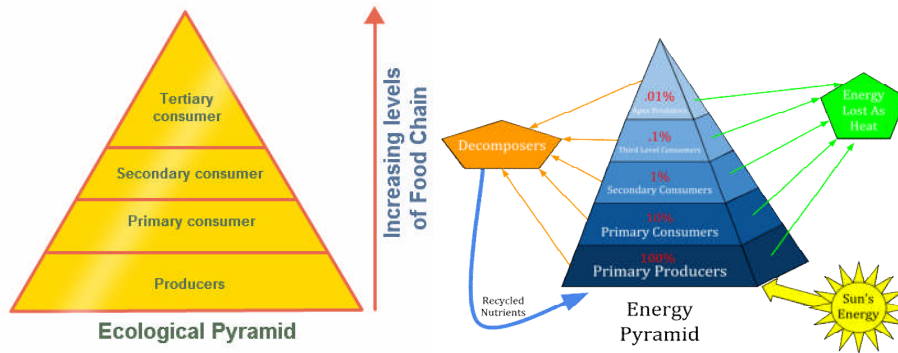 Tertiary
consumer
Secondary consumer
Primary consumer
Producers
Ecological Pyramid
Increasing levels
of Food Chain
.01%
Apex Predators
.1%
Third Level Consumers
1%
Secondary Consumers
10%
Primary Consumers
100%
Primary Producers
Decomposers
Energy
Lost As
Heat
Recycled
Nutrients
Energy
Pyramid
Sun's
Energy